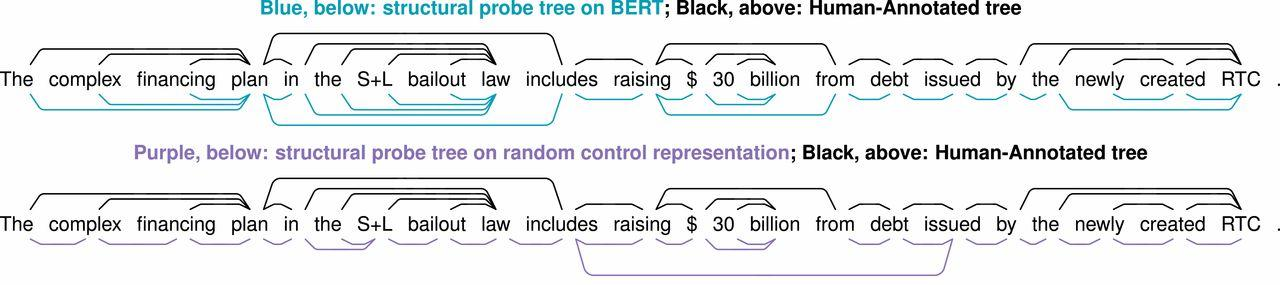 Blue, below: structural probe tree on BERT; Black, above: Human-Annotated tree
The complex financing plan in the S+L bailout law includes raising $ 30 billion from debt issued by the newly created RTC .
Purple, below: structural probe tree on random control representation; Black, above: Human-Annotated tree
The complex financing plan in the S+L bailout law includes raising $ 30 billion from debt issued by the newly created RTC .